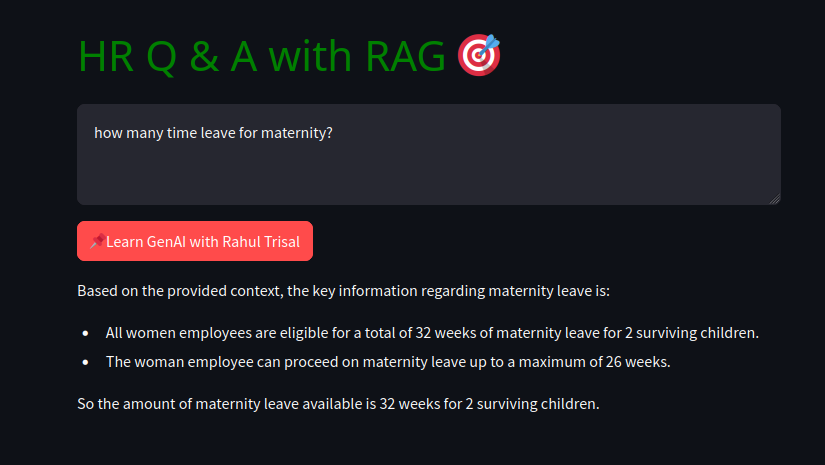 HR Q & A with RAG 🎯
how many time leave for maternity?
📌Learn GenAI with Rahul Trisal
Based on the provided context, the key information regarding maternity leave is:
• All women employees are eligible for a total of 32 weeks of maternity leave for 2 surviving children.
• The woman employee can proceed on maternity leave up to a maximum of 26 weeks.
So the amount of maternity leave available is 32 weeks for 2 surviving children.